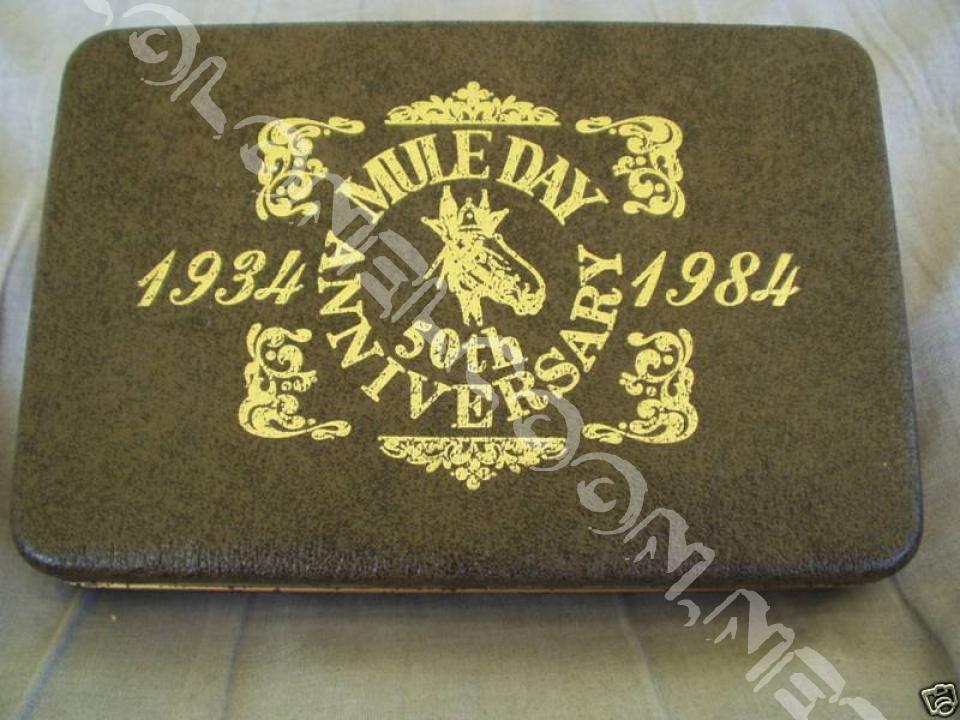 MULE DAY
1934
1984
50th
ANNIVERSARY